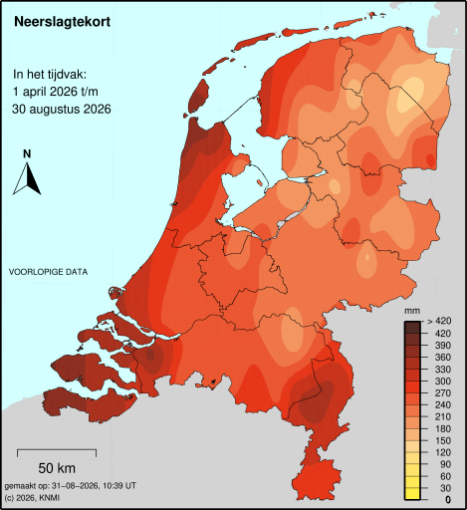 Neerslagtekort
In het tijdvak:
1 april 2026 t/m
30 augustus 2026
N
VOORLOPIGE DATA
mm
> 420
420
390
360
330
300
270
240
210
180
150
120
90
60
30
0
50 km
gemaakt op: 31-08-2026, 10:39 UT
(c) 2026, KNMI